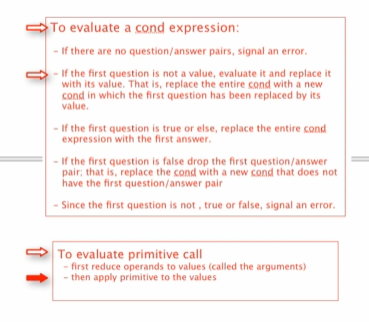 To evaluate a cond expression:
– If there are no question/answer pairs, signal an error.
– If the first question is not a value, evaluate it and replace it
with its value. That is, replace the entire cond with a new
cond in which the first question has been replaced by its
value.
– If the first question is true or else, replace the entire cond
expression with the first answer.
– If the first question is false drop the first question/answer
pair; that is, replace the cond with a new cond that does not
have the first question/answer pair
– Since the first question is not , true or false, signal an error.
To evaluate primitive call
– first reduce operands to values (called the arguments)
– then apply primitive to the values